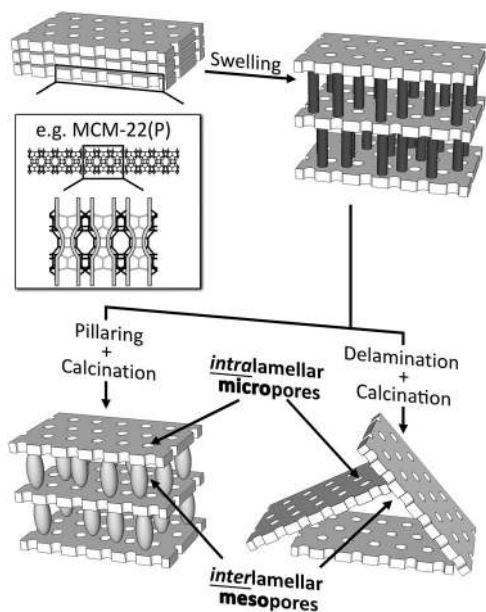 Swelling
e.g. MCM-22(P)
Pillaring
+
Calcination
intralamellar
micropores
Delamination
+
Calcination
interlamellar
mesopores